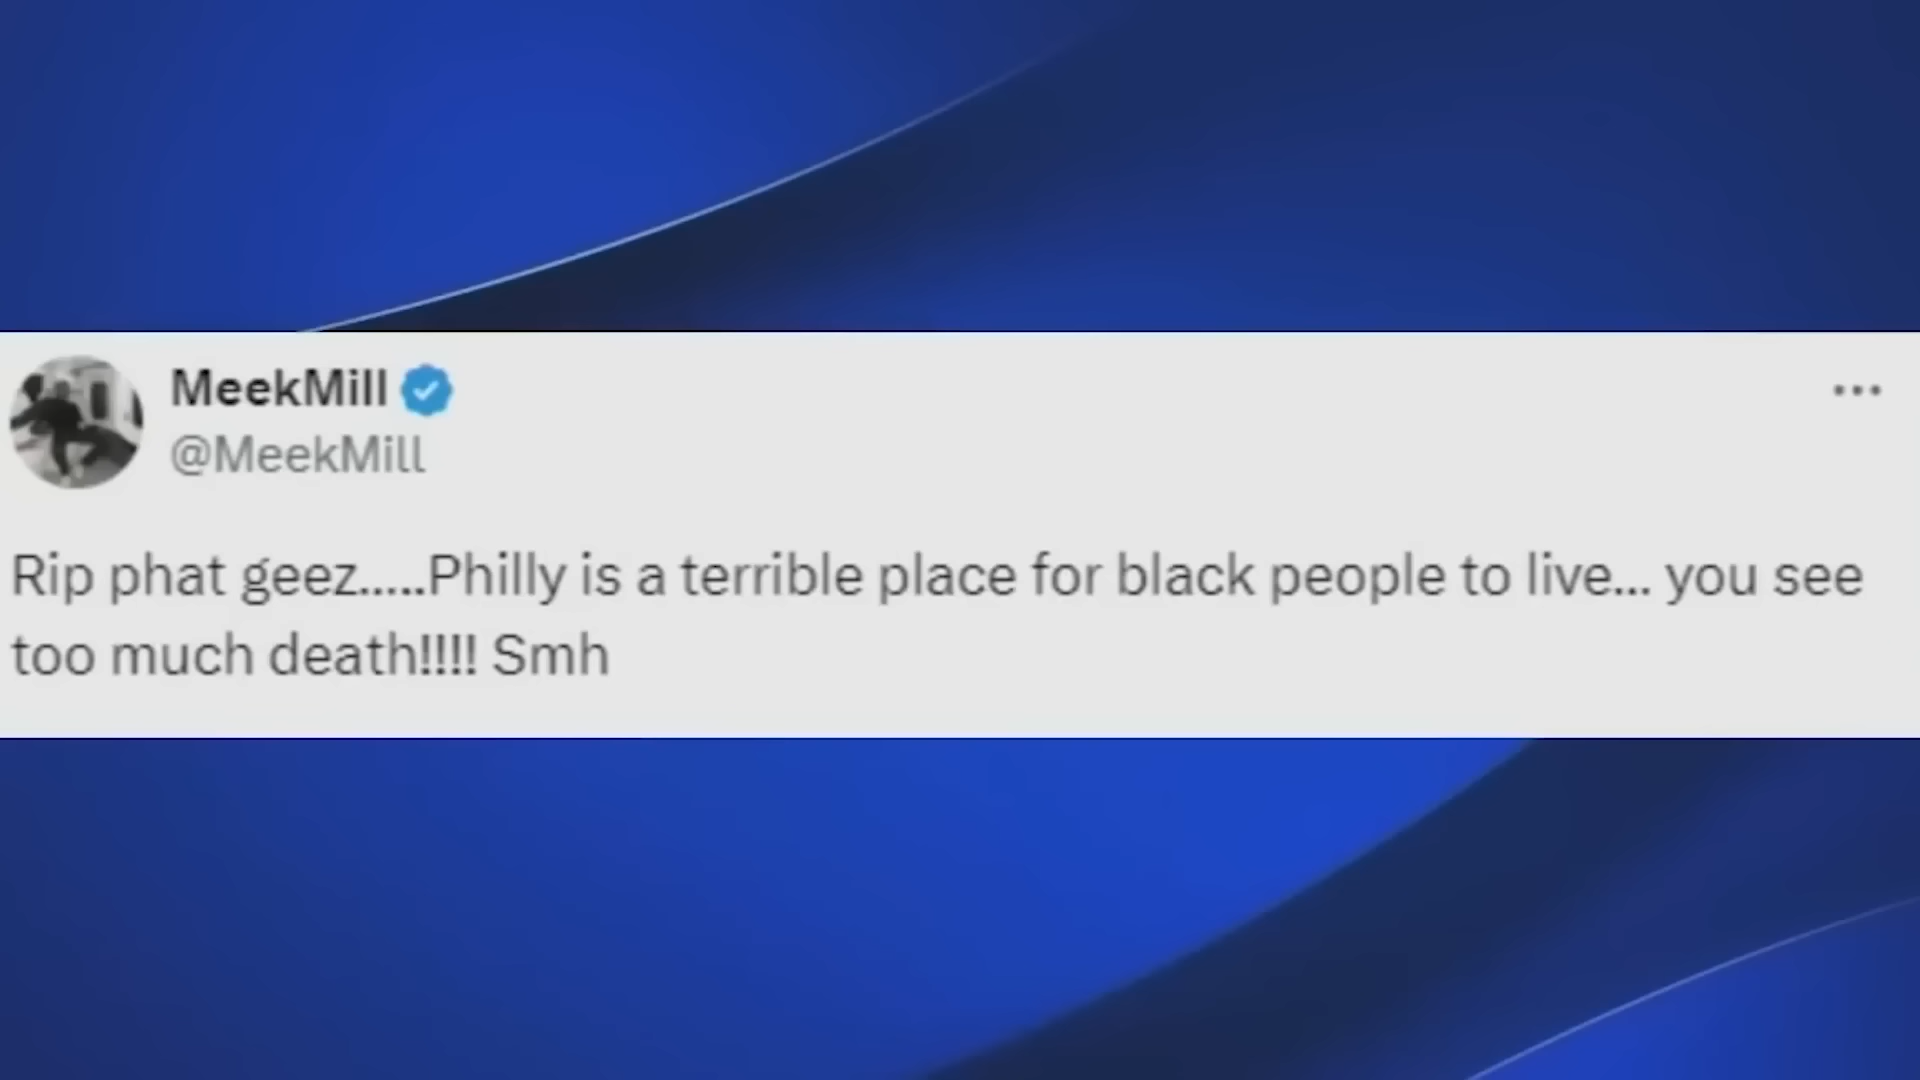 MeekMill
@MeekMill
Rip phat geez.....Philly is a terrible place for black people to live... you see
too much death!!!! Smh